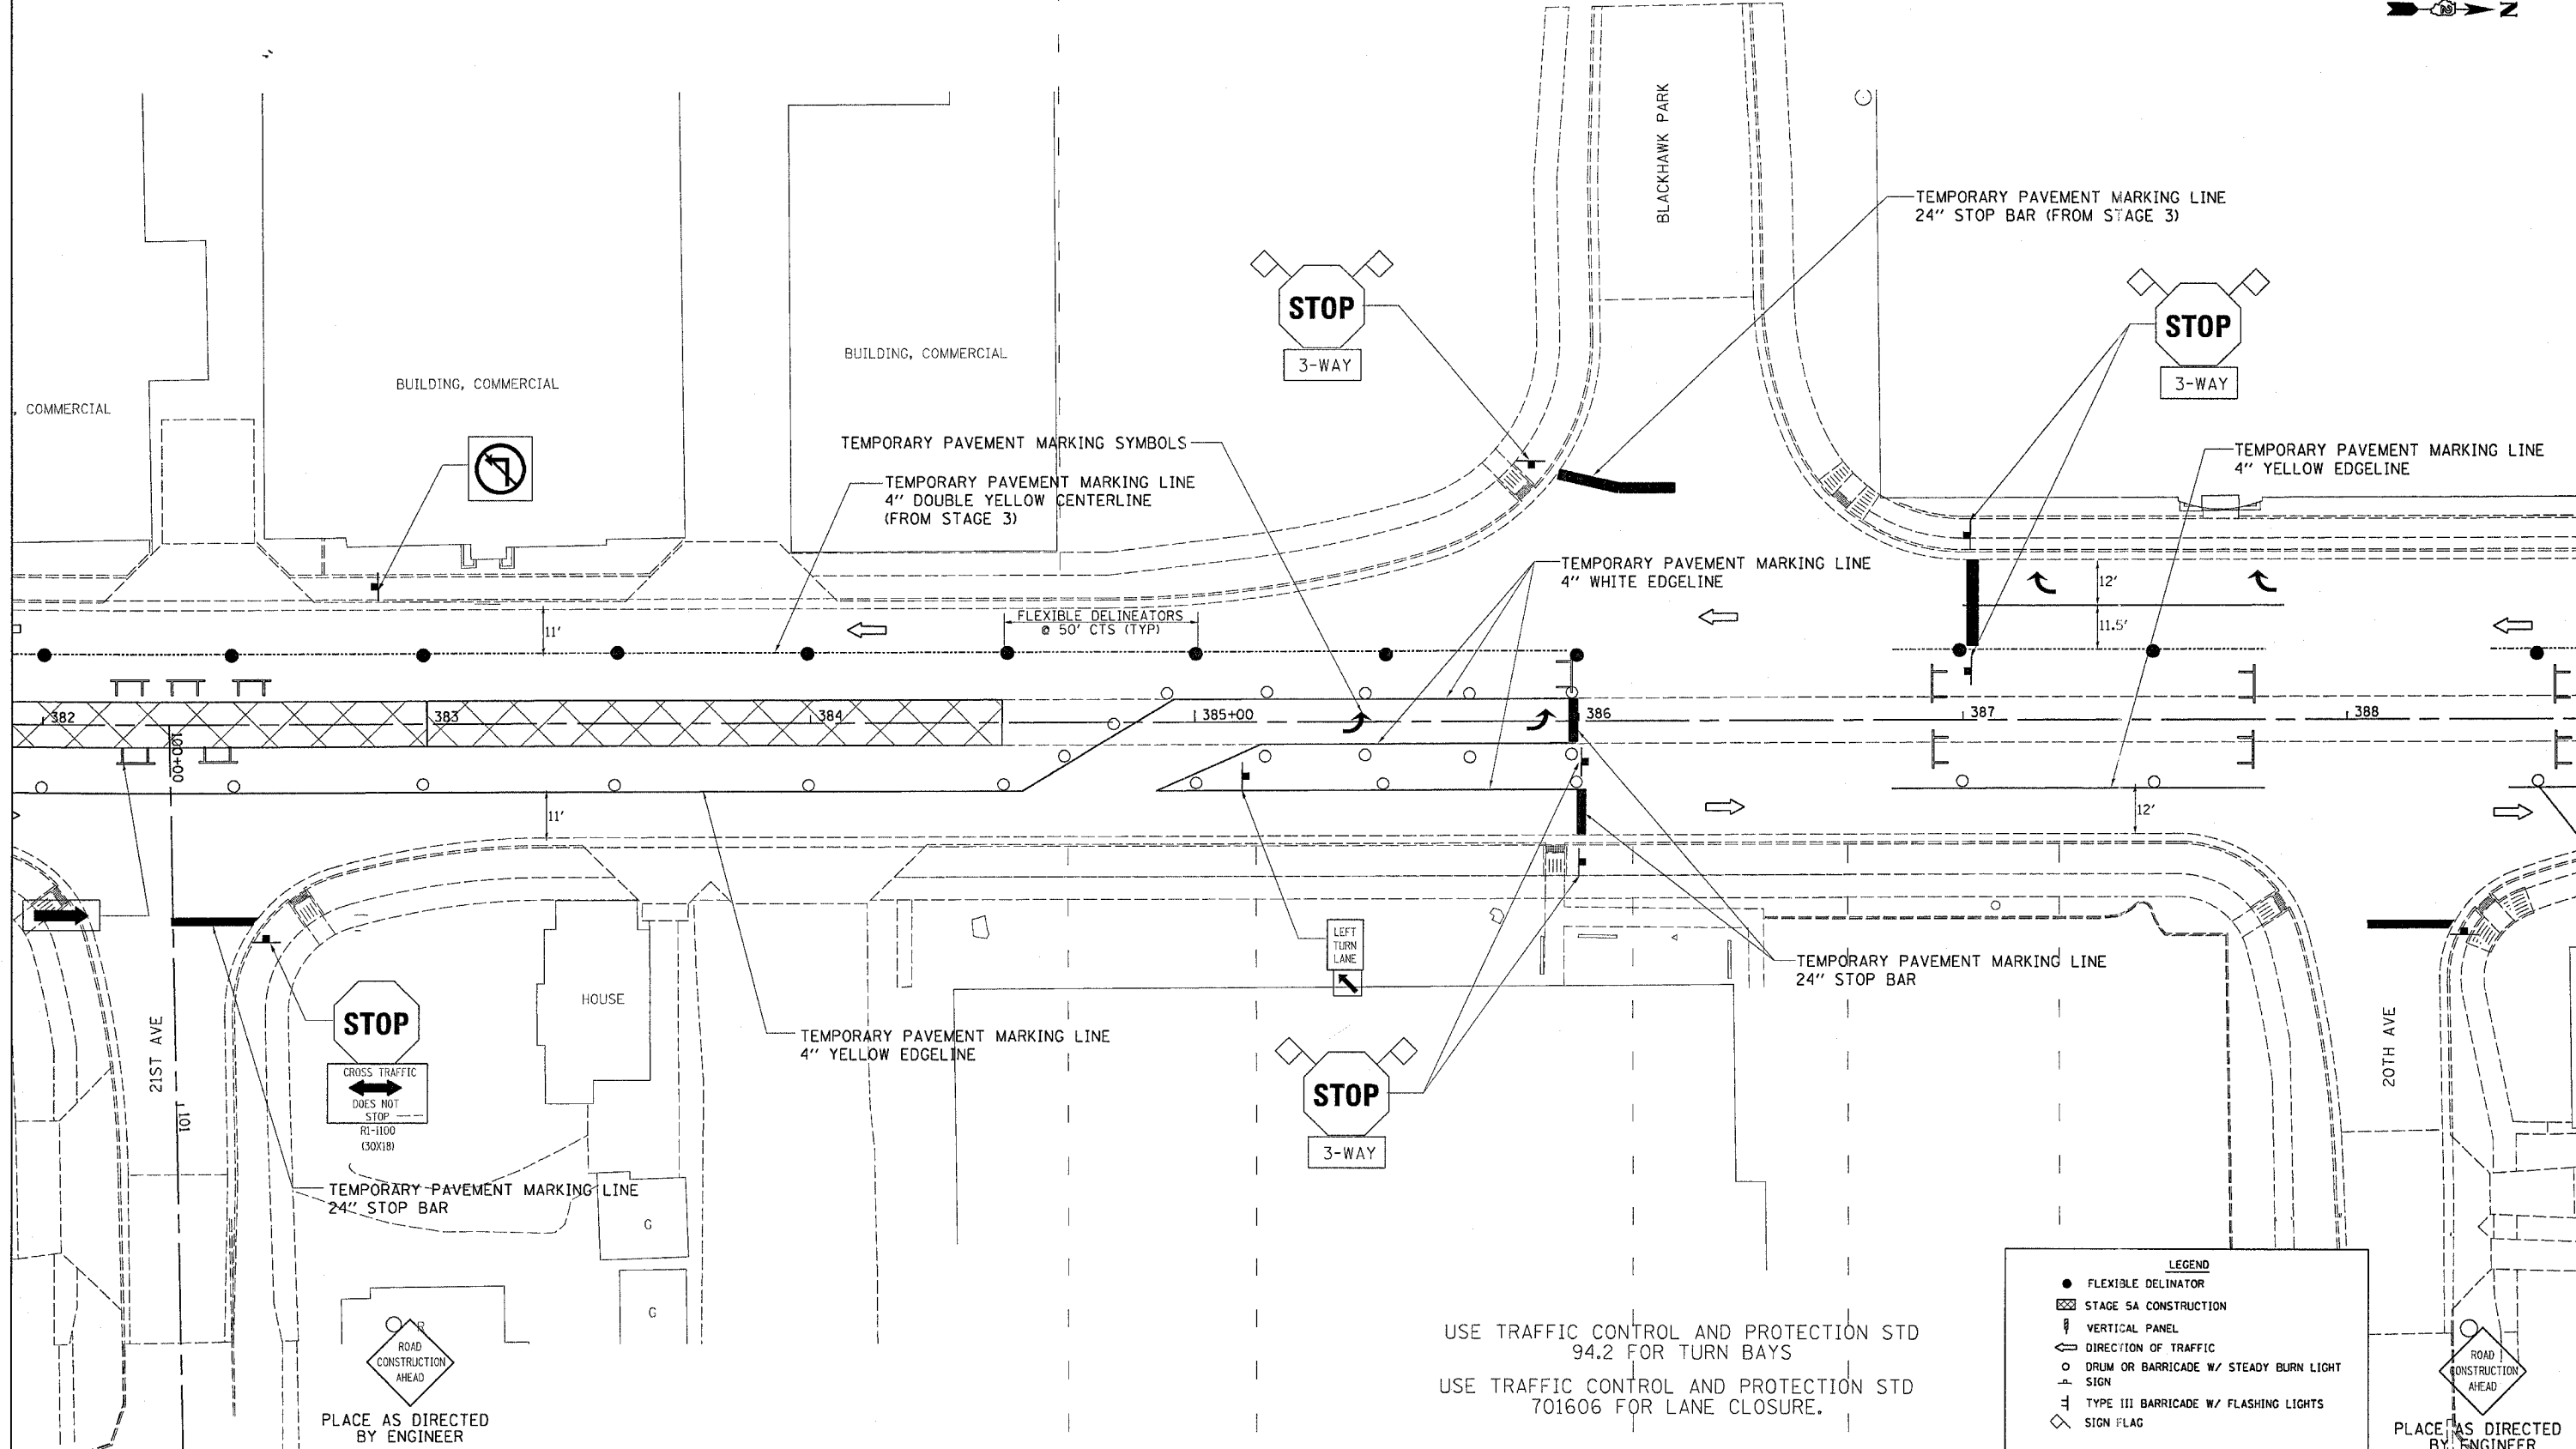 N
BLACKHAWK PARK
TEMPORARY PAVEMENT MARKING LINE
24" STOP BAR (FROM STAGE 3)
STOP
3-WAY
STOP
3-WAY
BUILDING, COMMERCIAL
BUILDING, COMMERCIAL
, COMMERCIAL
TEMPORARY PAVEMENT MARKING SYMBOLS
TEMPORARY PAVEMENT MARKING LINE
4" DOUBLE YELLOW CENTERLINE
(FROM STAGE 3)
TEMPORARY PAVEMENT MARKING LINE
4" YELLOW EDGELINE
TEMPORARY PAVEMENT MARKING LINE
4" WHITE EDGELINE
FLEXIBLE DELINEATORS
@ 50' CTS (TYP)
11'
12'
11.5'
382
383
384
385+00
386
387
388
100+00
11'
12'
LEFT
TURN
LANE
TEMPORARY PAVEMENT MARKING LINE
24" STOP BAR
HOUSE
21ST AVE
101
20TH AVE
STOP
CROSS TRAFFIC
DOES NOT
STOP
R1-I100
(30X18)
TEMPORARY PAVEMENT MARKING LINE
4" YELLOW EDGELINE
STOP
3-WAY
TEMPORARY PAVEMENT MARKING LINE
24" STOP BAR
G
G
R
ROAD
CONSTRUCTION
AHEAD
PLACE AS DIRECTED
BY ENGINEER
USE TRAFFIC CONTROL AND PROTECTION STD
94.2 FOR TURN BAYS
USE TRAFFIC CONTROL AND PROTECTION STD
701606 FOR LANE CLOSURE.
LEGEND
FLEXIBLE DELINATOR
STAGE 5A CONSTRUCTION
VERTICAL PANEL
DIRECTION OF TRAFFIC
DRUM OR BARRICADE W/ STEADY BURN LIGHT
SIGN
TYPE III BARRICADE W/ FLASHING LIGHTS
SIGN FLAG
ROAD
CONSTRUCTION
AHEAD
PLACE AS DIRECTED
BY ENGINEER